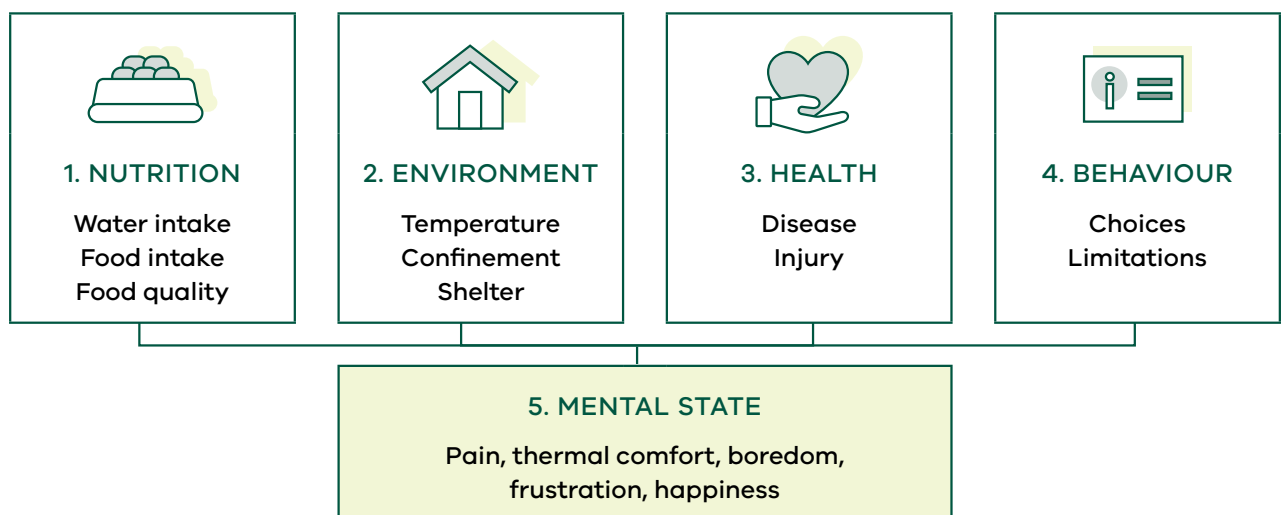 1. NUTRITION
Water intake
Food intake
Food quality
2. ENVIRONMENT
Temperature
Confinement
Shelter
3. HEALTH
Disease
Injury
4. BEHAVIOUR
Choices
Limitations
5. MENTAL STATE
Pain, thermal comfort, boredom,
frustration, happiness